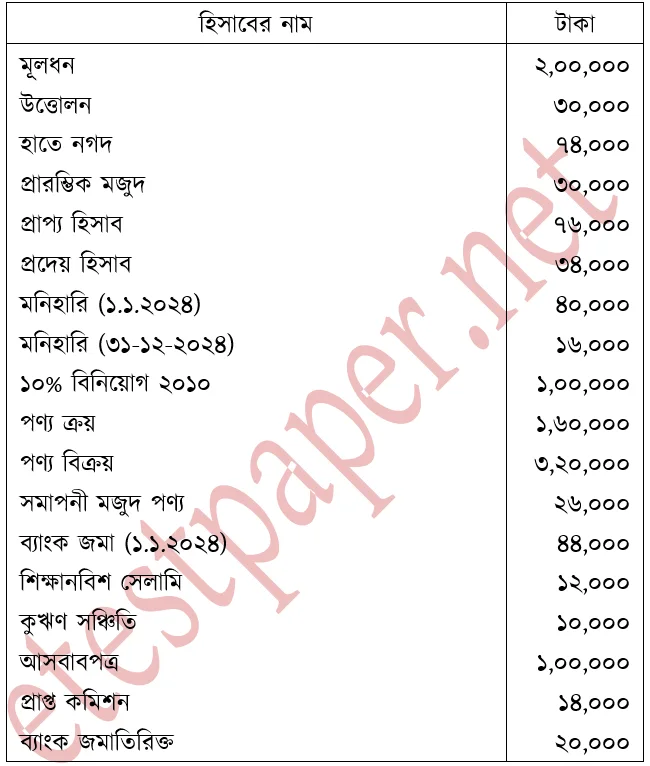 হিসাবের নাম টাকা
মূলধন ২,০০,০০০
উত্তোলন ৩০,০০০
হাতে নগদ ৭৪,০০০
প্রারম্ভিক মজুদ ৩০,০০০
প্রাপ্য হিসাব ৭৬,০০০
প্রদেয় হিসাব ৩৪,০০০
মনিহারি (১.১.২০২৪) ৪০,০০০
মনিহারি (৩১-১২-২০২৪) ১৬,০০০
১০% বিনিয়োগ ২০১০ ১,০০,০০০
পণ্য ক্রয় ১,৬০,০০০
পণ্য বিক্রয় ৩,২০,০০০
সমাপনী মজুদ পণ্য ২৬,০০০
ব্যাংক জমা (১.১.২০২৪) ৪৪,০০০
শিক্ষানবিশ সেলামি ১২,০০০
কুঋণ সঞ্চিতি ১০,০০০
আসবাবপত্র ১,০০,০০০
প্রাপ্ত কমিশন ১৪,০০০
ব্যাংক জমাতিরিক্ত ২০,০০০
etestpaper.net